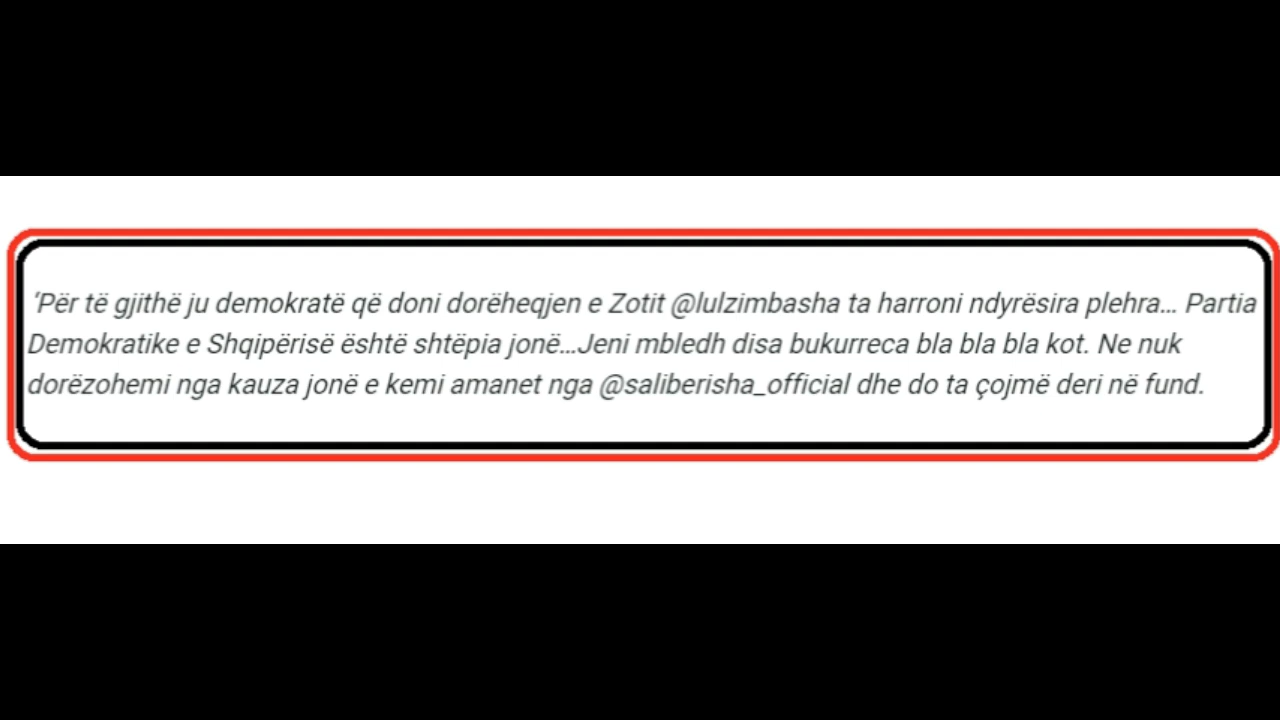 'Për të gjithë ju demokratë që doni dorëheqjen e Zotit @lulzimbasha ta harroni ndyrësira plehra... Partia
Demokratike e Shqipërisë është shtëpia jonë...Jeni mbledh disa bukurreca bla bla bla kot. Ne nuk
dorëzohemi nga kauza jonë e kemi amanet nga @saliberisha_official dhe do ta çojmë deri në fund.